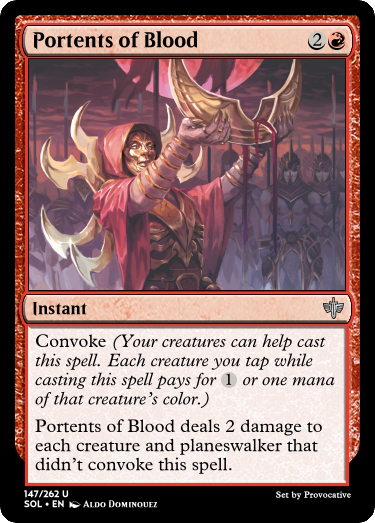 Portents of Blood 2
Instant
Convoke (Your creatures can help cast
this spell. Each creature you tap while
casting this spell pays for 1 or one mana
of that creature's color.)
Portents of Blood deals 2 damage to
each creature and planeswalker that
didn't convoke this spell.
147/262 U
SOL • EN Aldo Dominouez
Set by Provocative